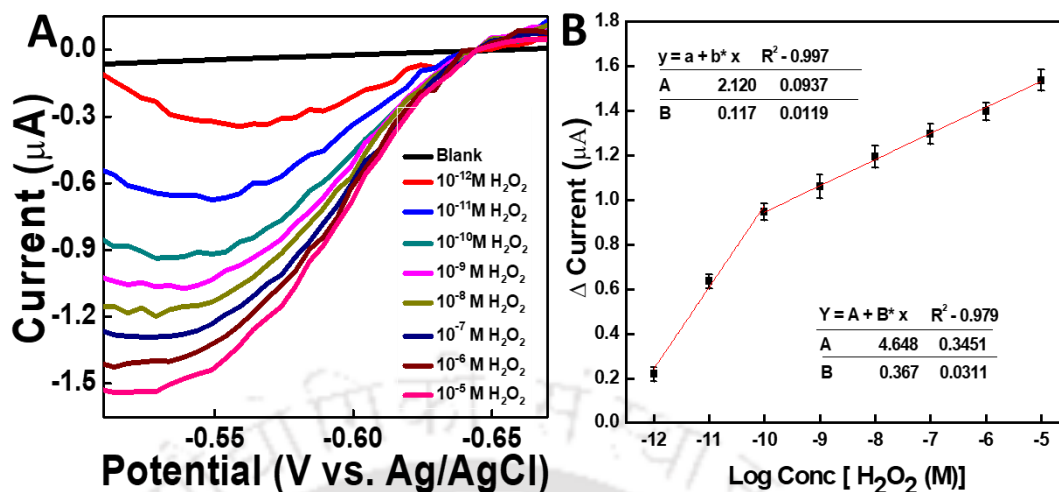 A
Current (μA)
0.0
-0.3
-0.6
-0.9
-1.2
-1.5
Blank
10⁻¹²M H₂O₂
10⁻¹¹M H₂O₂
10⁻¹⁰M H₂O₂
10⁻⁹ M H₂O₂
10⁻⁸ M H₂O₂
10⁻⁷ M H₂O₂
10⁻⁶ M H₂O₂
10⁻⁵ M H₂O₂
-0.55 -0.60 -0.65
Potential (V vs. Ag/AgCl)
B
Δ Current (μA)
1.8
1.6
1.4
1.2
1.0
0.8
0.6
0.4
0.2
0.0
y = a + b* x R² - 0.997
A 2.120 0.0937
B 0.117 0.0119
Y = A + B* x R² - 0.979
A 4.648 0.3451
B 0.367 0.0311
-12 -11 -10 -9 -8 -7 -6 -5
Log Conc [ H₂O₂ (M)]